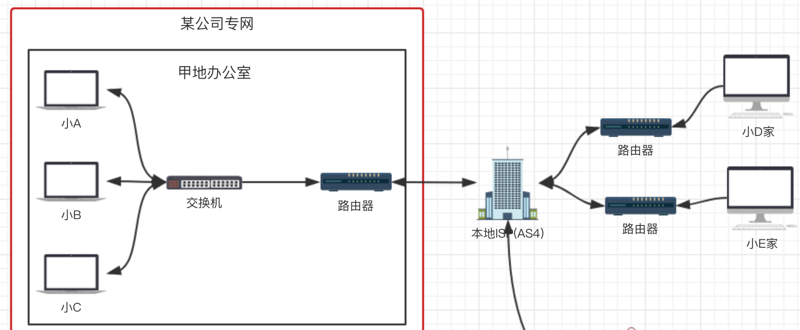 某公司专网
甲地办公室
小A
小B
小C
交换机
路由器
本地ISP(AS4)
路由器
小D家
路由器
小E家